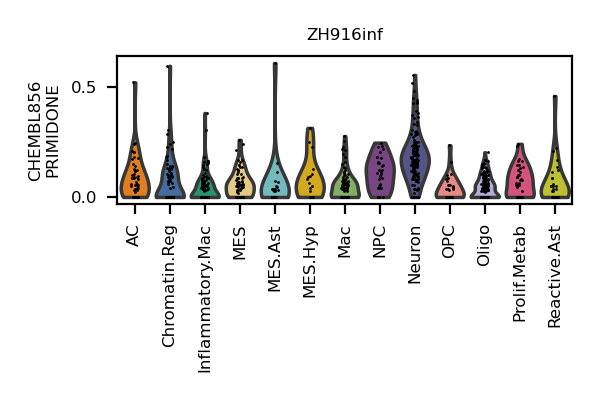 ZH916inf
CHEMBL856
PRIMIDONE
0.5
0.0
AC
Chromatin.Reg
Inflammatory.Mac
MES
MES.Ast
MES.Hyp
Mac
NPC
Neuron
OPC
Oligo
Prolif.Metab
Reactive.Ast